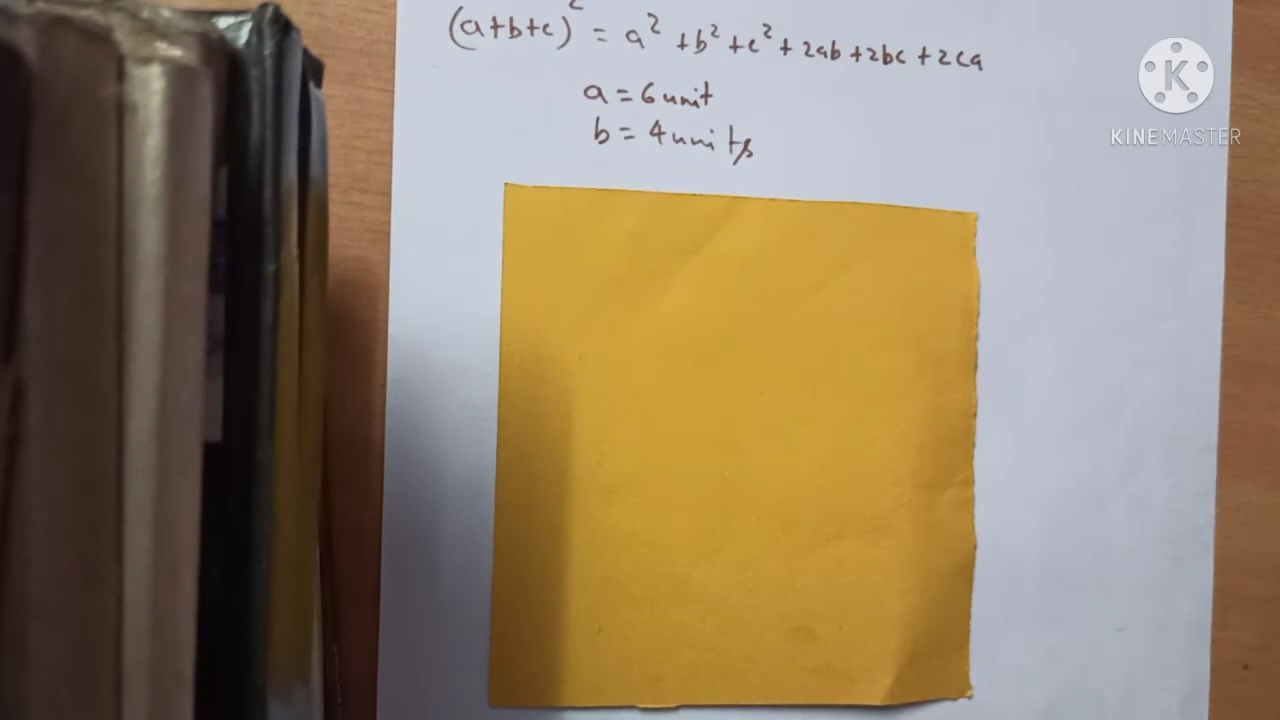 (a+b+c)² = a² + b² + c² + 2ab + 2bc + 2ca
a = 6 unit
b = 4 units
K
KINEMASTER